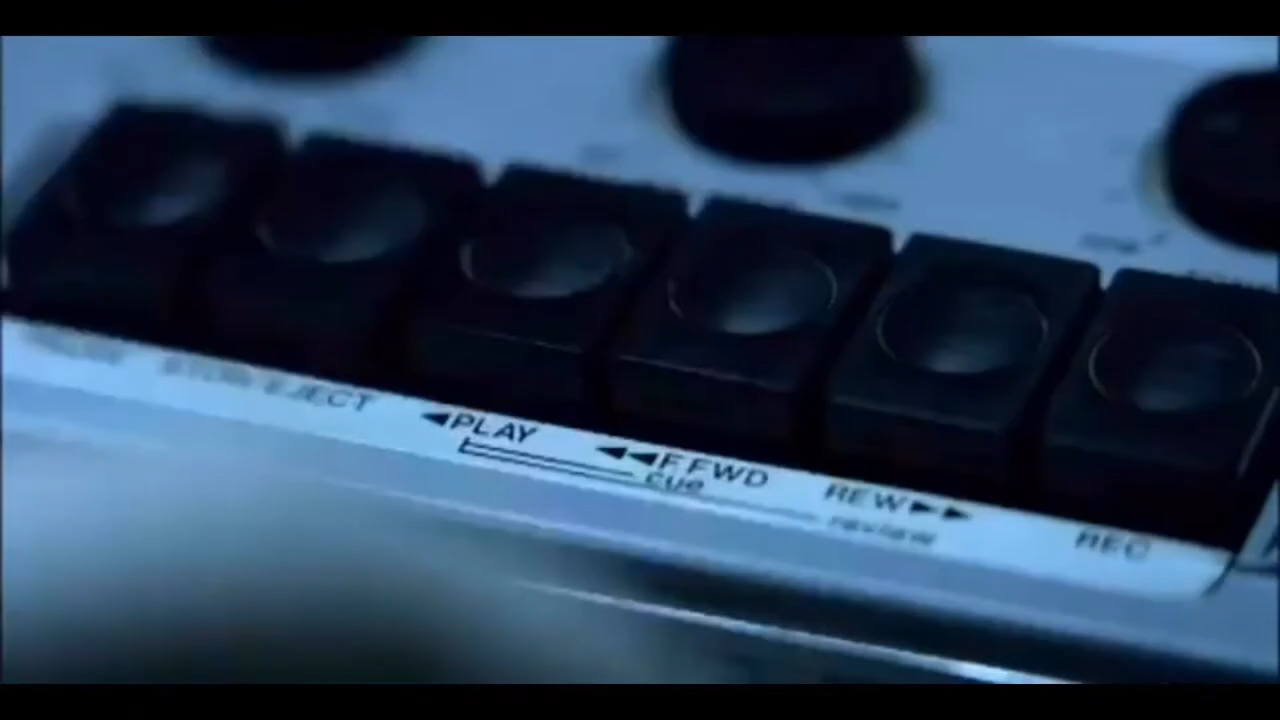 STOP/EJECT
◀PLAY
◀◀F.FWD
cue
REW▶▶
review
REC